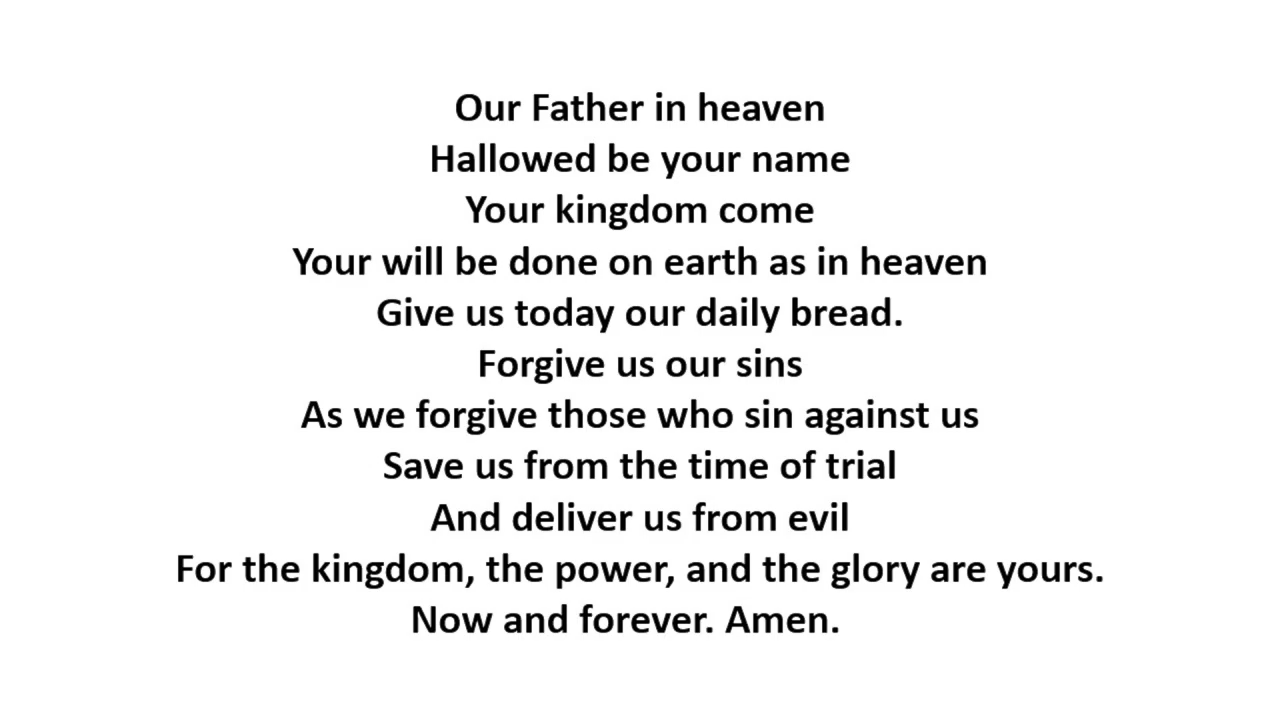 Our Father in heaven
Hallowed be your name
Your kingdom come
Your will be done on earth as in heaven
Give us today our daily bread.
Forgive us our sins
As we forgive those who sin against us
Save us from the time of trial
And deliver us from evil
For the kingdom, the power, and the glory are yours.
Now and forever. Amen.